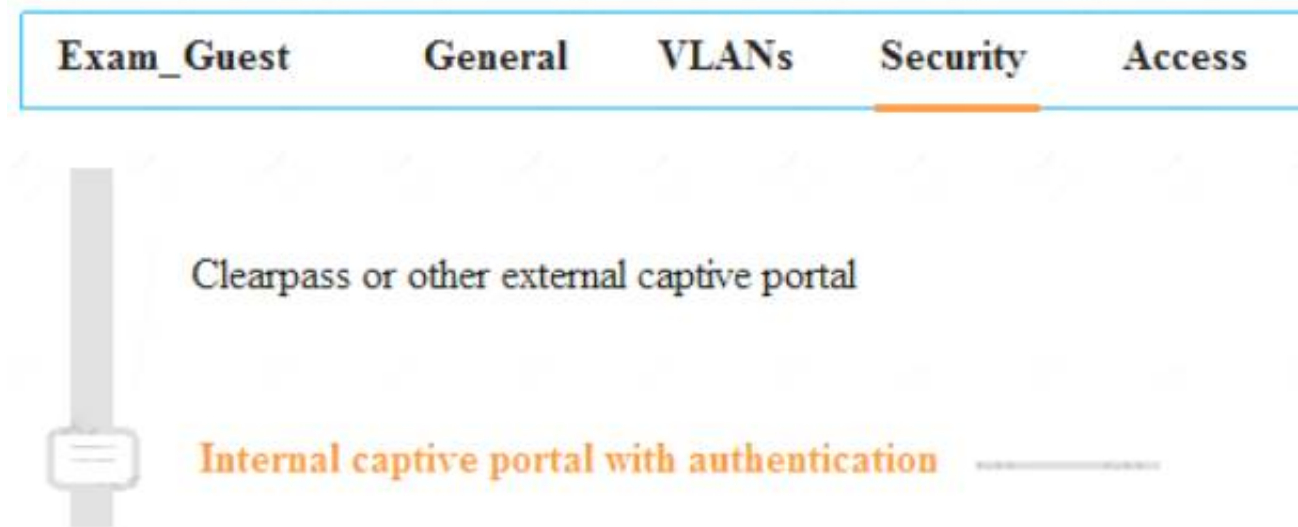 Exam_Guest General VLANs Security Access
Clearpass or other external captive portal
Internal captive portal with authentication